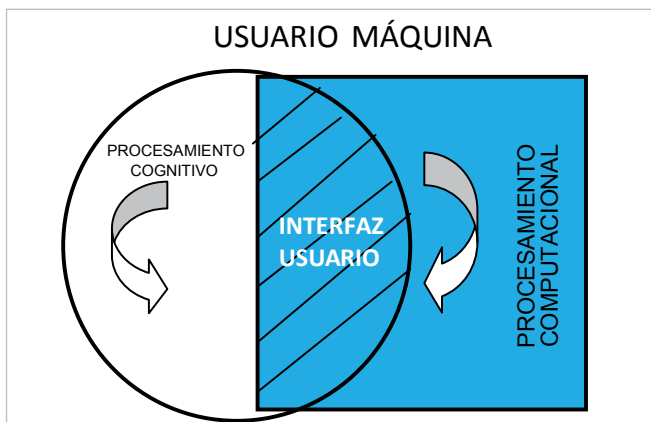 USUARIO MÁQUINA
PROCESAMIENTO
COGNITIVO
INTERFAZ
USUARIO
PROCESAMIENTO
COMPUTACIONAL